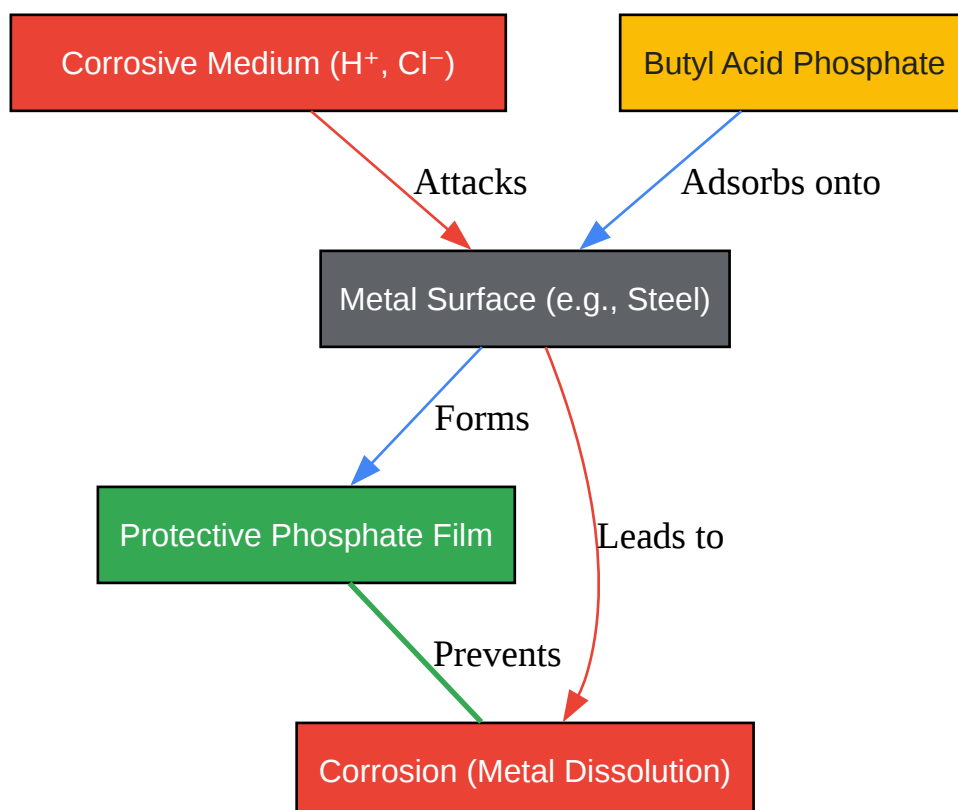 Corrosive Medium (H⁺, Cl⁻)
Butyl Acid Phosphate
Attacks
Adsorbs onto
Metal Surface (e.g., Steel)
Forms
Protective Phosphate Film
Leads to
Prevents
Corrosion (Metal Dissolution)